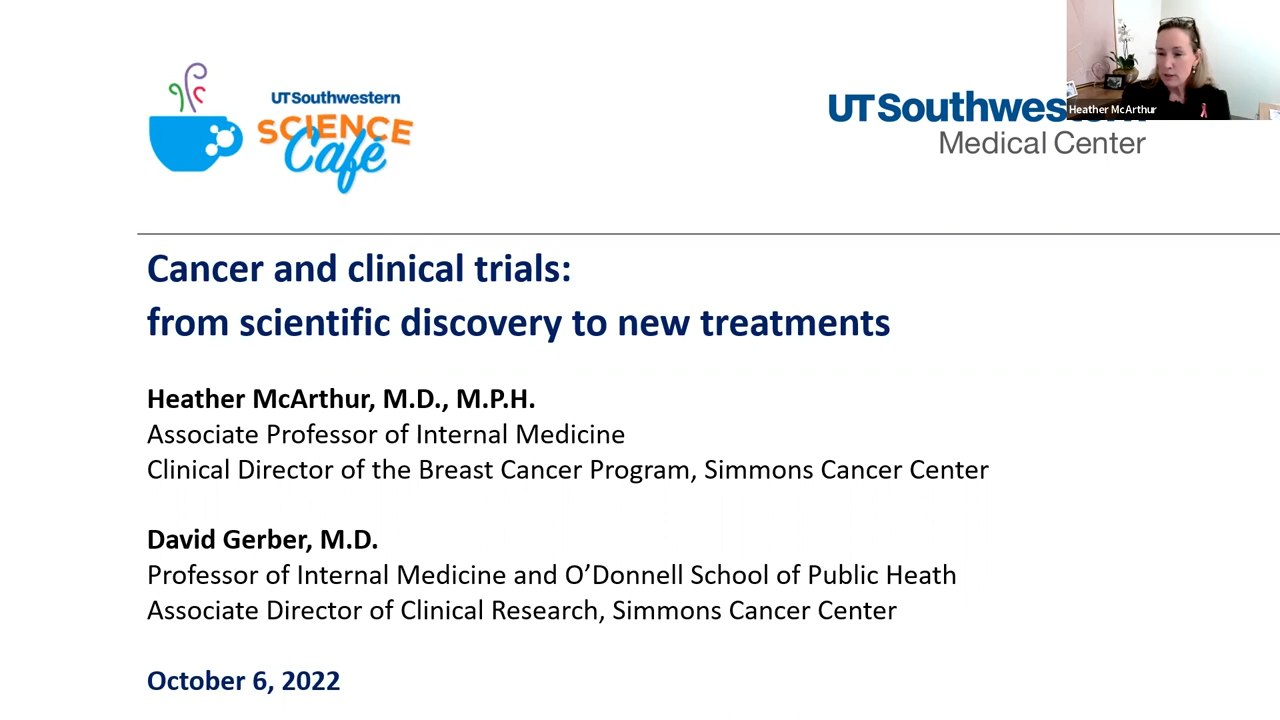 UTSouthwestern
SCIENCE
Café
UTSouthwes
Medical Center
Heather McArthur
Cancer and clinical trials:
from scientific discovery to new treatments
Heather McArthur, M.D., M.P.H.
Associate Professor of Internal Medicine
Clinical Director of the Breast Cancer Program, Simmons Cancer Center
David Gerber, M.D.
Professor of Internal Medicine and O’Donnell School of Public Heath
Associate Director of Clinical Research, Simmons Cancer Center
October 6, 2022